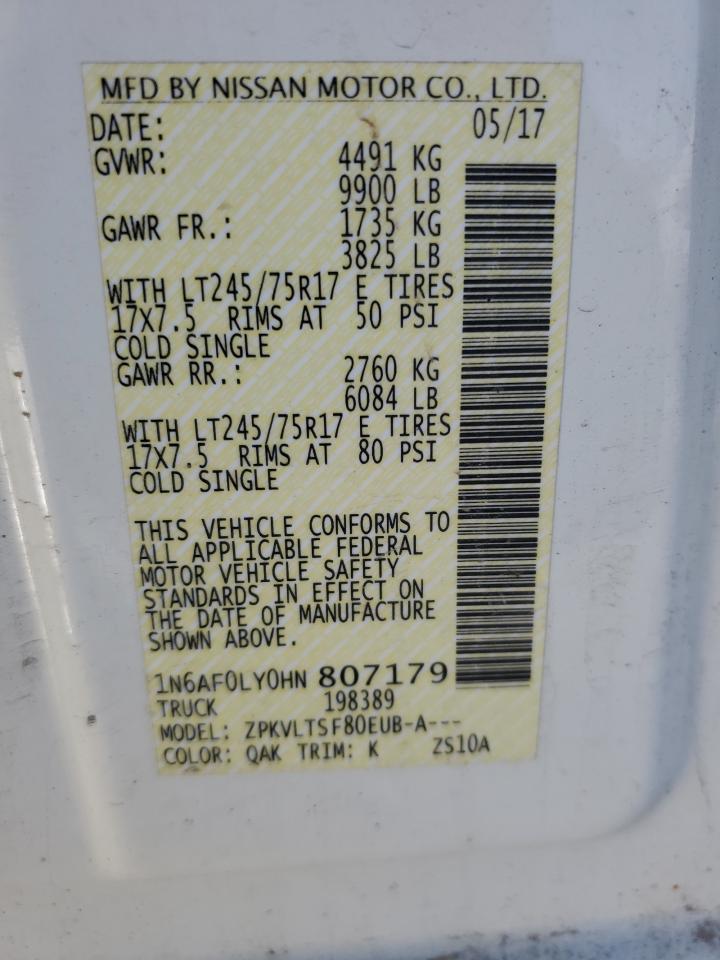 MFD BY NISSAN MOTOR CO., LTD.
DATE: 05/17
GVWR: 4491 KG
9900 LB
GAWR FR.: 1735 KG
3825 LB
WITH LT245/75R17 E TIRES
17X7.5 RIMS AT 50 PSI
COLD SINGLE
GAWR RR.: 2760 KG
6084 LB
WITH LT245/75R17 E TIRES
17X7.5 RIMS AT 80 PSI
COLD SINGLE
THIS VEHICLE CONFORMS TO
ALL APPLICABLE FEDERAL
MOTOR VEHICLE SAFETY
STANDARDS IN EFFECT ON
THE DATE OF MANUFACTURE
SHOWN ABOVE.
1N6AF0LY0HN 807179
TRUCK 198389
MODEL: ZPKVLTSF80EUB-A---
COLOR: QAK TRIM: K ZS10A